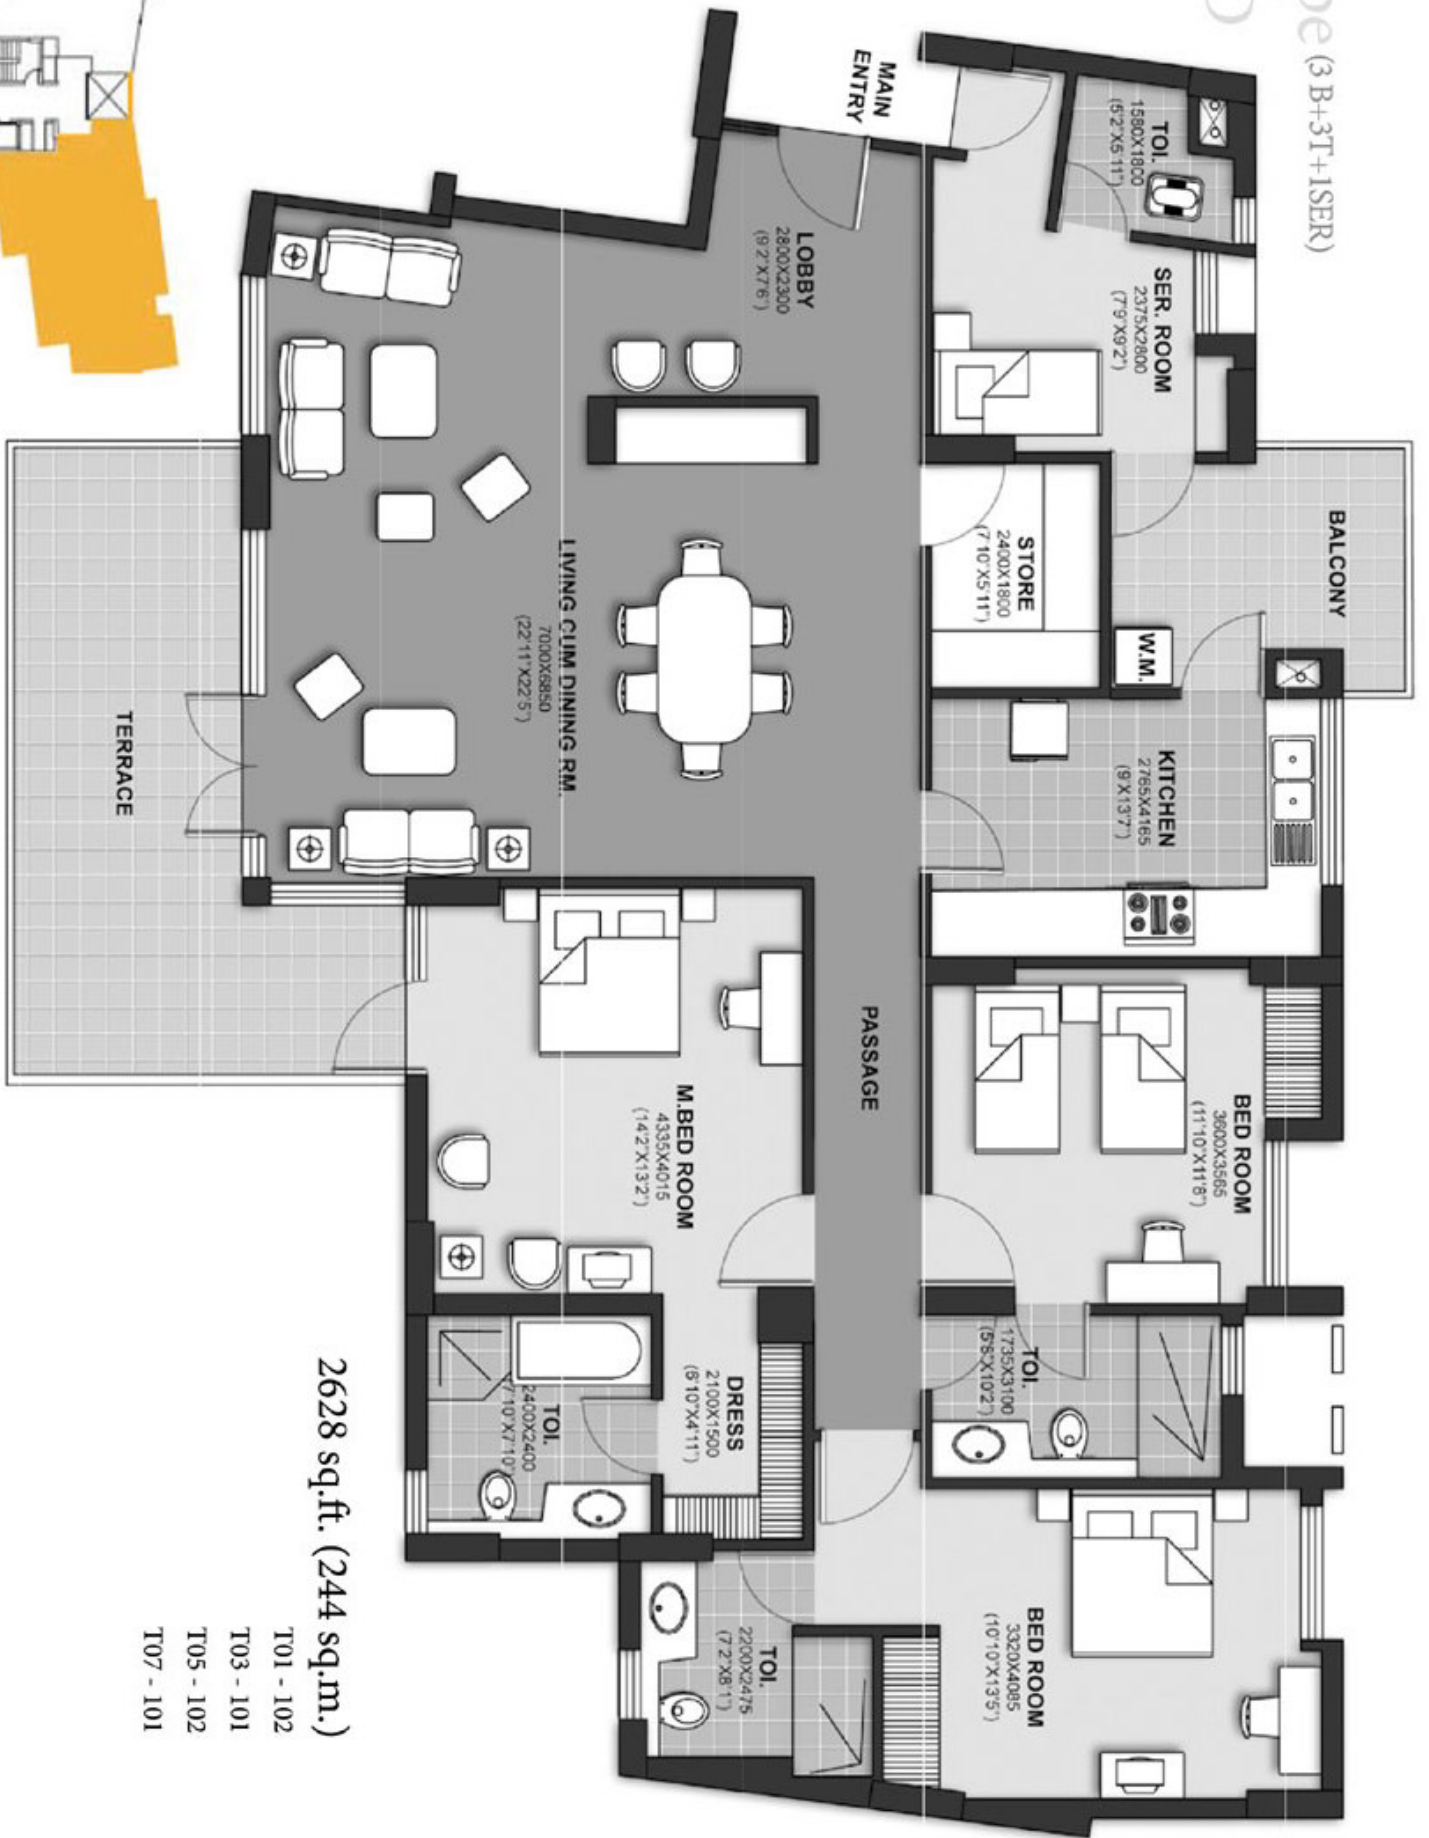 pe (3 B+3T+1SER)
MAIN
ENTRY
TOI.
1580X1800
(5'2"X5'11")
LOBBY
2800X2300
(9'2"X7'6")
SER. ROOM
2375X2800
(7'9"X9'2")
BALCONY
STORE
2400X1800
(7'10"X5'11")
W.M.
LIVING CUM DINING RM.
7000X6850
(22'11"X22'5")
KITCHEN
2765X4165
(9'X13'7")
TERRACE
PASSAGE
BED ROOM
3600X3565
(11'10"X11'8")
M.BED ROOM
4335X4015
(14'2"X13'2")
TOI.
1735X3100
(5'8"X10'2")
DRESS
2100X1500
(6'10"X4'11")
TOI.
2400X2400
(7'10"X7'10")
BED ROOM
3320X4085
(10'10"X13'5")
TOI.
2200X2475
(7'2"X8'1")
2628 sq.ft. (244 sq.m.)
T01 - 102
T03 - 101
T05 - 102
T07 - 101